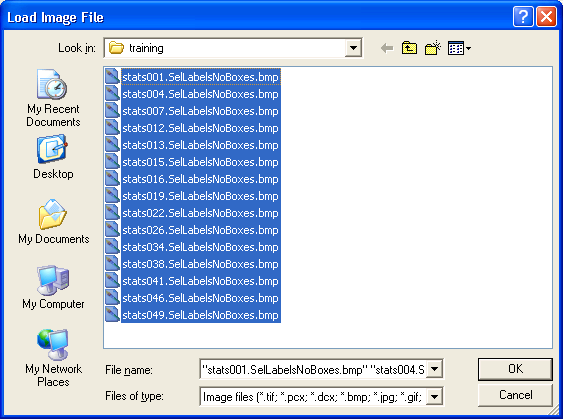 Load Image File
Look in: training
stats001.SelLabelsNoBoxes.bmp
stats004.SelLabelsNoBoxes.bmp
stats007.SelLabelsNoBoxes.bmp
stats012.SelLabelsNoBoxes.bmp
stats013.SelLabelsNoBoxes.bmp
stats015.SelLabelsNoBoxes.bmp
stats016.SelLabelsNoBoxes.bmp
stats019.SelLabelsNoBoxes.bmp
stats022.SelLabelsNoBoxes.bmp
stats026.SelLabelsNoBoxes.bmp
stats034.SelLabelsNoBoxes.bmp
stats038.SelLabelsNoBoxes.bmp
stats041.SelLabelsNoBoxes.bmp
stats046.SelLabelsNoBoxes.bmp
stats049.SelLabelsNoBoxes.bmp
My Recent
Documents
Desktop
My Documents
My Computer
My Network
Places
File name: "stats001.SelLabelsNoBoxes.bmp" "stats004.S
OK
Files of type: Image files (*.tif; *.pcx; *.dcx; *.bmp; *.jpg; *.gif;
Cancel